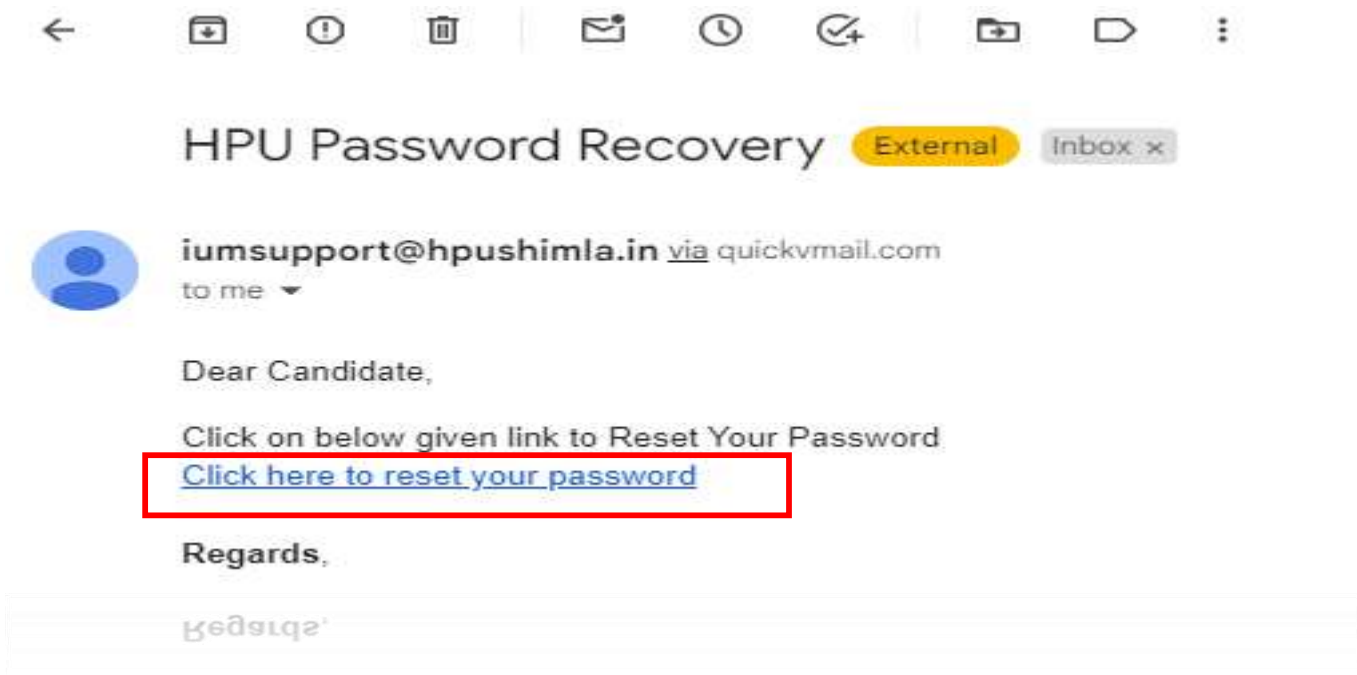 HPU Password Recovery External Inbox ×
iumsupport@hpushimla.in via quickvmail.com
to me
Dear Candidate,
Click on below given link to Reset Your Password
Click here to reset your password
Regards,
Regards.